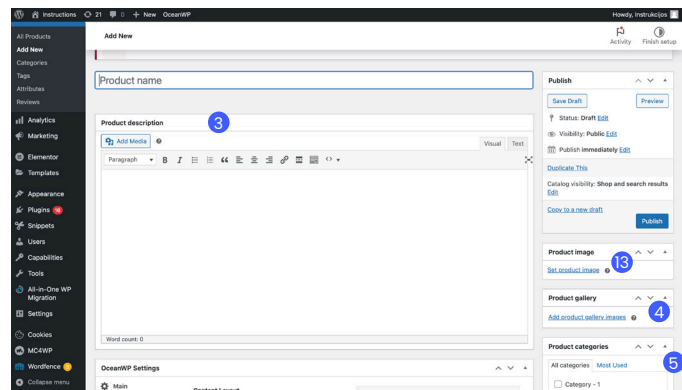 Instructions 21 0 + New OceanWP Howdy, Instrukcijos
All Products
Add New
Categories
Tags
Attributes
Reviews
Analytics
Marketing
Elementor
Templates
Appearance
Plugins 16
Snippets
Users
Capabilities
Tools
All-in-One WP
Migration
Settings
Cookies
MC4WP
Wordfence
Collapse menu
Add New
Activity Finish setup
Product name
Product description
3
Add Media
Visual Text
Paragraph B I
Word count: 0
OceanWP Settings
Main
Content Layout
Publish
Save Draft Preview
Status: Draft Edit
Visibility: Public Edit
Publish immediately Edit
Duplicate This
Catalog visibility: Shop and search results
Edit
Copy to a new draft
Publish
Product image
13
Set product image
Product gallery
4
Add product gallery images
Product categories
5
All categories Most Used
Category - 1